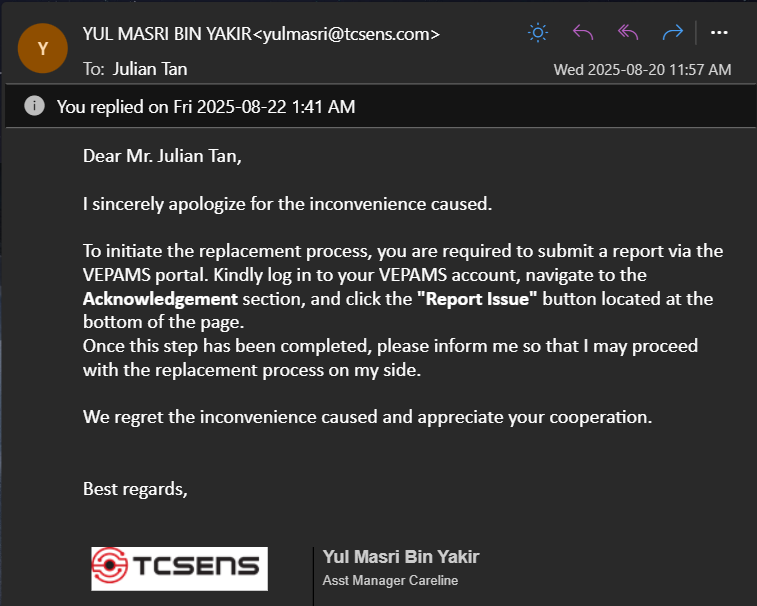 Y
YUL MASRI BIN YAKIR<yulmasri@tcsens.com>
To: Julian Tan
Wed 2025-08-20 11:57 AM
You replied on Fri 2025-08-22 1:41 AM
Dear Mr. Julian Tan,
I sincerely apologize for the inconvenience caused.
To initiate the replacement process, you are required to submit a report via the
VEPAMS portal. Kindly log in to your VEPAMS account, navigate to the
Acknowledgement section, and click the "Report Issue" button located at the
bottom of the page.
Once this step has been completed, please inform me so that I may proceed
with the replacement process on my side.
We regret the inconvenience caused and appreciate your cooperation.
Best regards,
TCSENS
Yul Masri Bin Yakir
Asst Manager Careline